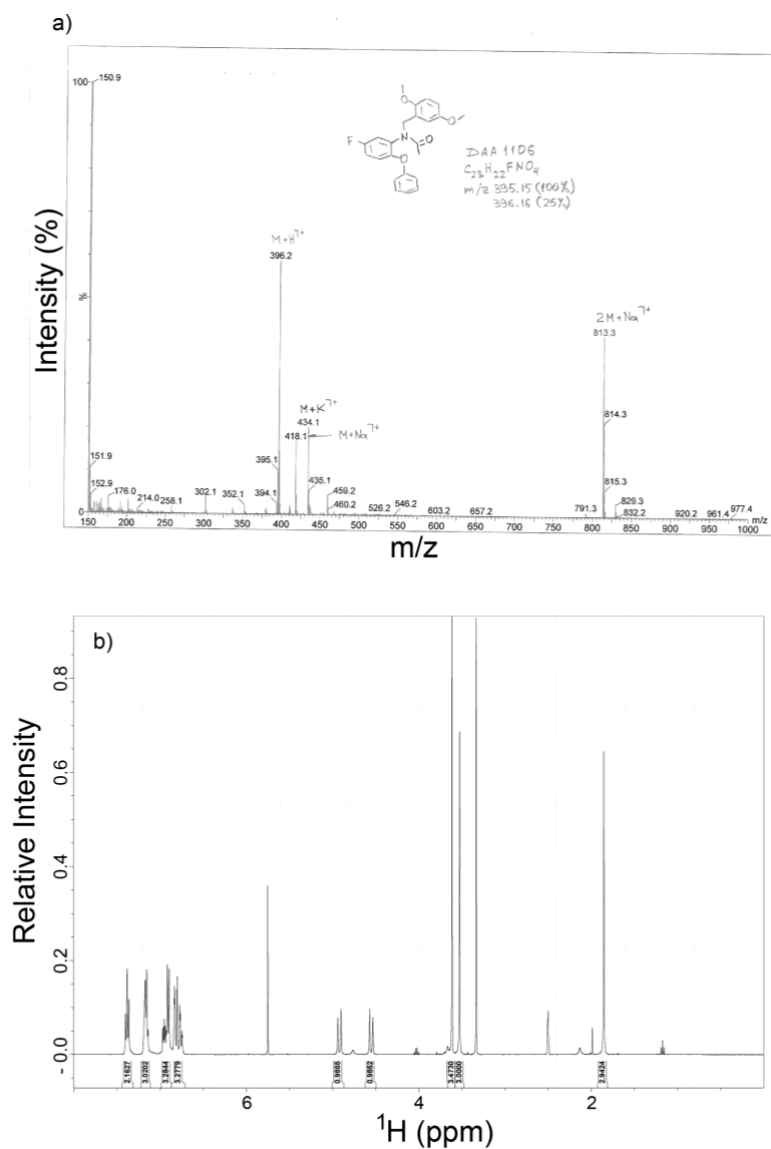 a)
100
150.9
O
O
F
N
O
O
DAA 1106
C23H22FNO4
m/z 395.15 (100%)
396.16 (25%)
M+H⁷⁺
396.2
2M+Na⁷⁺
813.3
%
M+K⁷⁺
434.1
418.1
M+Na⁷⁺
814.3
151.9
395.1
152.9
176.0
214.0
258.1
302.1
352.1
394.1
435.1
459.2
460.2
526.2
546.2
603.2
657.2
791.3
815.3
829.3
832.2
920.2
961.4
977.4
0
150 200 250 300 350 400 450 500 550 600 650 700 750 800 850 900 950 1000
m/z
Intensity (%)
m/z
b)
0.8
0.6
0.4
0.2
- 0.0
Relative Intensity
2.1627
3.0202
3.2844
3.2779
0.9855
0.9852
3.4730
3.0000
2.9424
6 4 2
¹H (ppm)